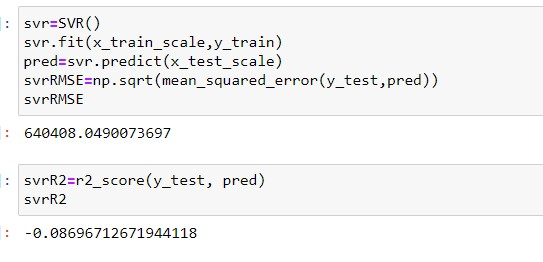 ]: svr=SVR()
svr.fit(x_train_scale,y_train)
pred=svr.predict(x_test_scale)
svrRMSE=np.sqrt(mean_squared_error(y_test,pred))
svrRMSE
]: 640408.0490073697
]: svrR2=r2_score(y_test, pred)
svrR2
]: -0.08696712671944118